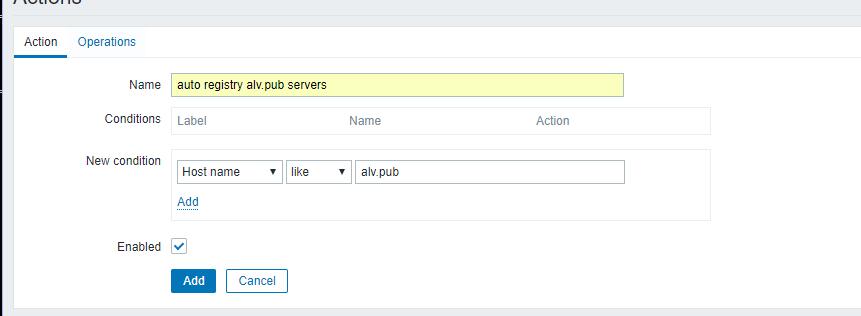 Actions
Action Operations
Name auto registry alv.pub servers
Conditions Label Name Action
New condition Host name like alv.pub
Add
Enabled
Add Cancel